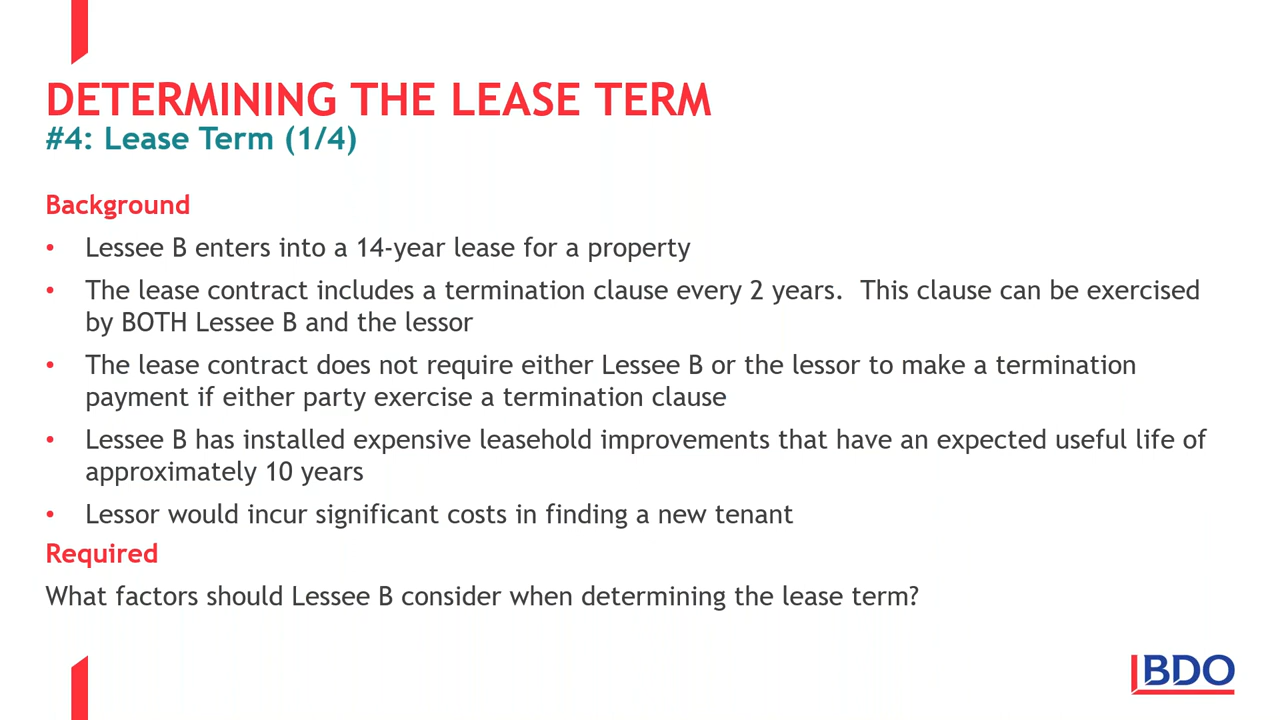 DETERMINING THE LEASE TERM
#4: Lease Term (1/4)
Background
• Lessee B enters into a 14-year lease for a property
• The lease contract includes a termination clause every 2 years.  This clause can be exercised
by BOTH Lessee B and the lessor
• The lease contract does not require either Lessee B or the lessor to make a termination
payment if either party exercise a termination clause
• Lessee B has installed expensive leasehold improvements that have an expected useful life of
approximately 10 years
• Lessor would incur significant costs in finding a new tenant
Required
What factors should Lessee B consider when determining the lease term?
BDO